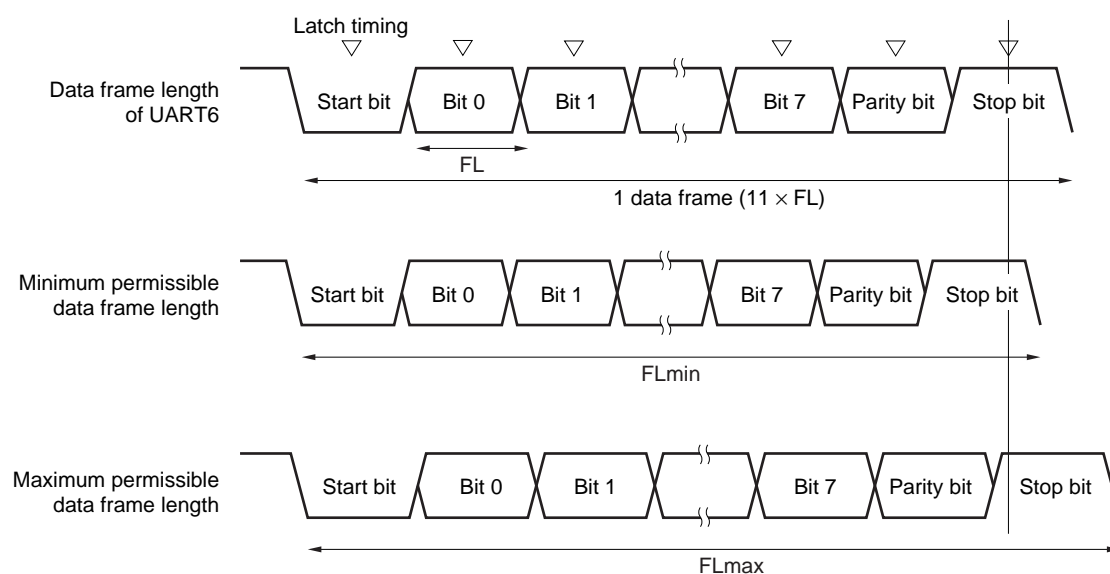 Latch timing
Data frame length
of UART6
Start bit
Bit 0
Bit 1
Bit 7
Parity bit
Stop bit
FL
1 data frame (11 × FL)
Minimum permissible
data frame length
Start bit
Bit 0
Bit 1
Bit 7
Parity bit
Stop bit
FLmin
Maximum permissible
data frame length
Start bit
Bit 0
Bit 1
Bit 7
Parity bit
Stop bit
FLmax